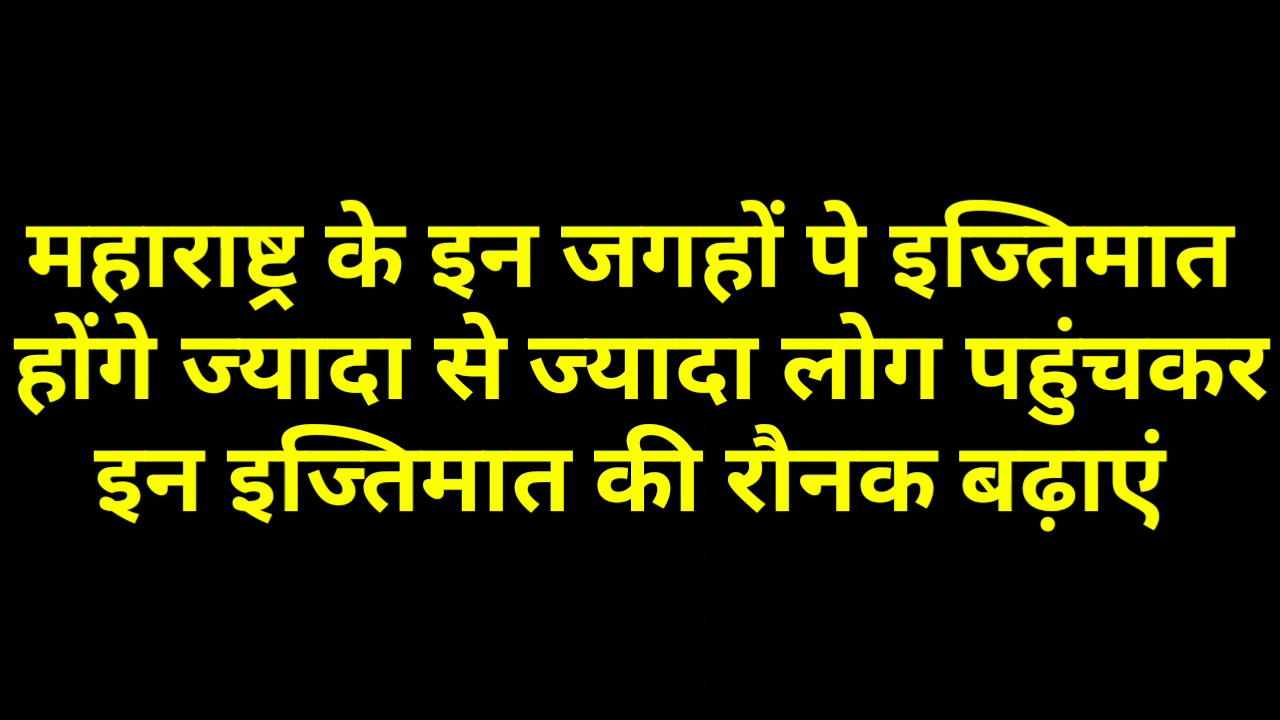 महाराष्ट्र के इन जगहों पे इज्तिमात
होंगे ज्यादा से ज्यादा लोग पहुंचकर
इन इज्तिमात की रौनक बढ़ाएं